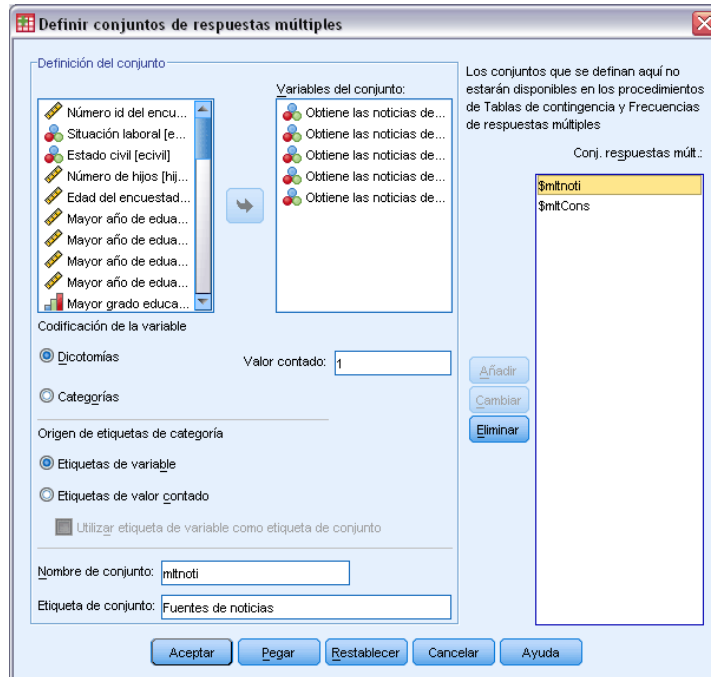 Definir conjuntos de respuestas múltiples
Definición del conjunto
Número id del encu...
Situación laboral [e...
Estado civil [ecivil]
Número de hijos [hij...
Edad del encuestad...
Mayor año de edua...
Mayor año de edua...
Mayor año de edua...
Mayor año de edua...
Mayor grado educa...
Variables del conjunto:
Obtiene las noticias de...
Obtiene las noticias de...
Obtiene las noticias de...
Obtiene las noticias de...
Obtiene las noticias de...
Codificación de la variable
Dicotomías
Valor contado: 1
Categorías
Origen de etiquetas de categoría
Etiquetas de variable
Etiquetas de valor contado
Utilizar etiqueta de variable como etiqueta de conjunto
Nombre de conjunto: mltnoti
Etiqueta de conjunto: Fuentes de noticias
Los conjuntos que se definan aquí no
estarán disponibles en los procedimientos
de Tablas de contingencia y Frecuencias
de respuestas múltiples
Conj. respuestas múlt.:
$mltnoti
$mltCons
Añadir
Cambiar
Eliminar
Aceptar
Pegar
Restablecer
Cancelar
Ayuda